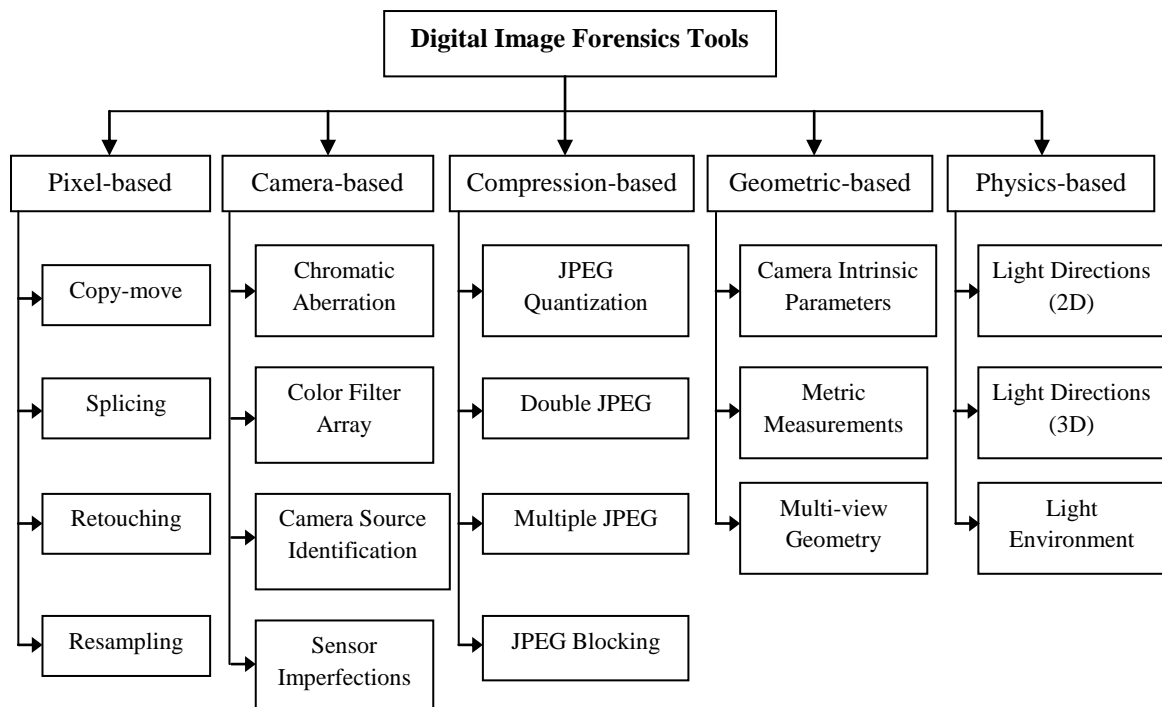 Digital Image Forensics Tools
Pixel-based
Camera-based
Compression-based
Geometric-based
Physics-based
Copy-move
Splicing
Retouching
Resampling
Chromatic
Aberration
Color Filter
Array
Camera Source
Identification
Sensor
Imperfections
JPEG
Quantization
Double JPEG
Multiple JPEG
JPEG Blocking
Camera Intrinsic
Parameters
Metric
Measurements
Multi-view
Geometry
Light Directions
(2D)
Light Directions
(3D)
Light
Environment